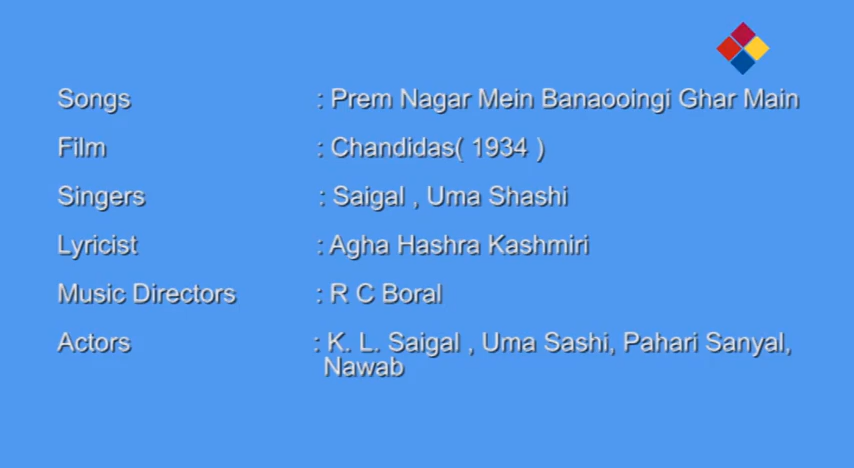 Songs : Prem Nagar Mein Banaooingi Ghar Main
Film : Chandidas( 1934 )
Singers : Saigal , Uma Shashi
Lyricist : Agha Hashra Kashmiri
Music Directors : R C Boral
Actors : K. L. Saigal , Uma Sashi, Pahari Sanyal,
Nawab